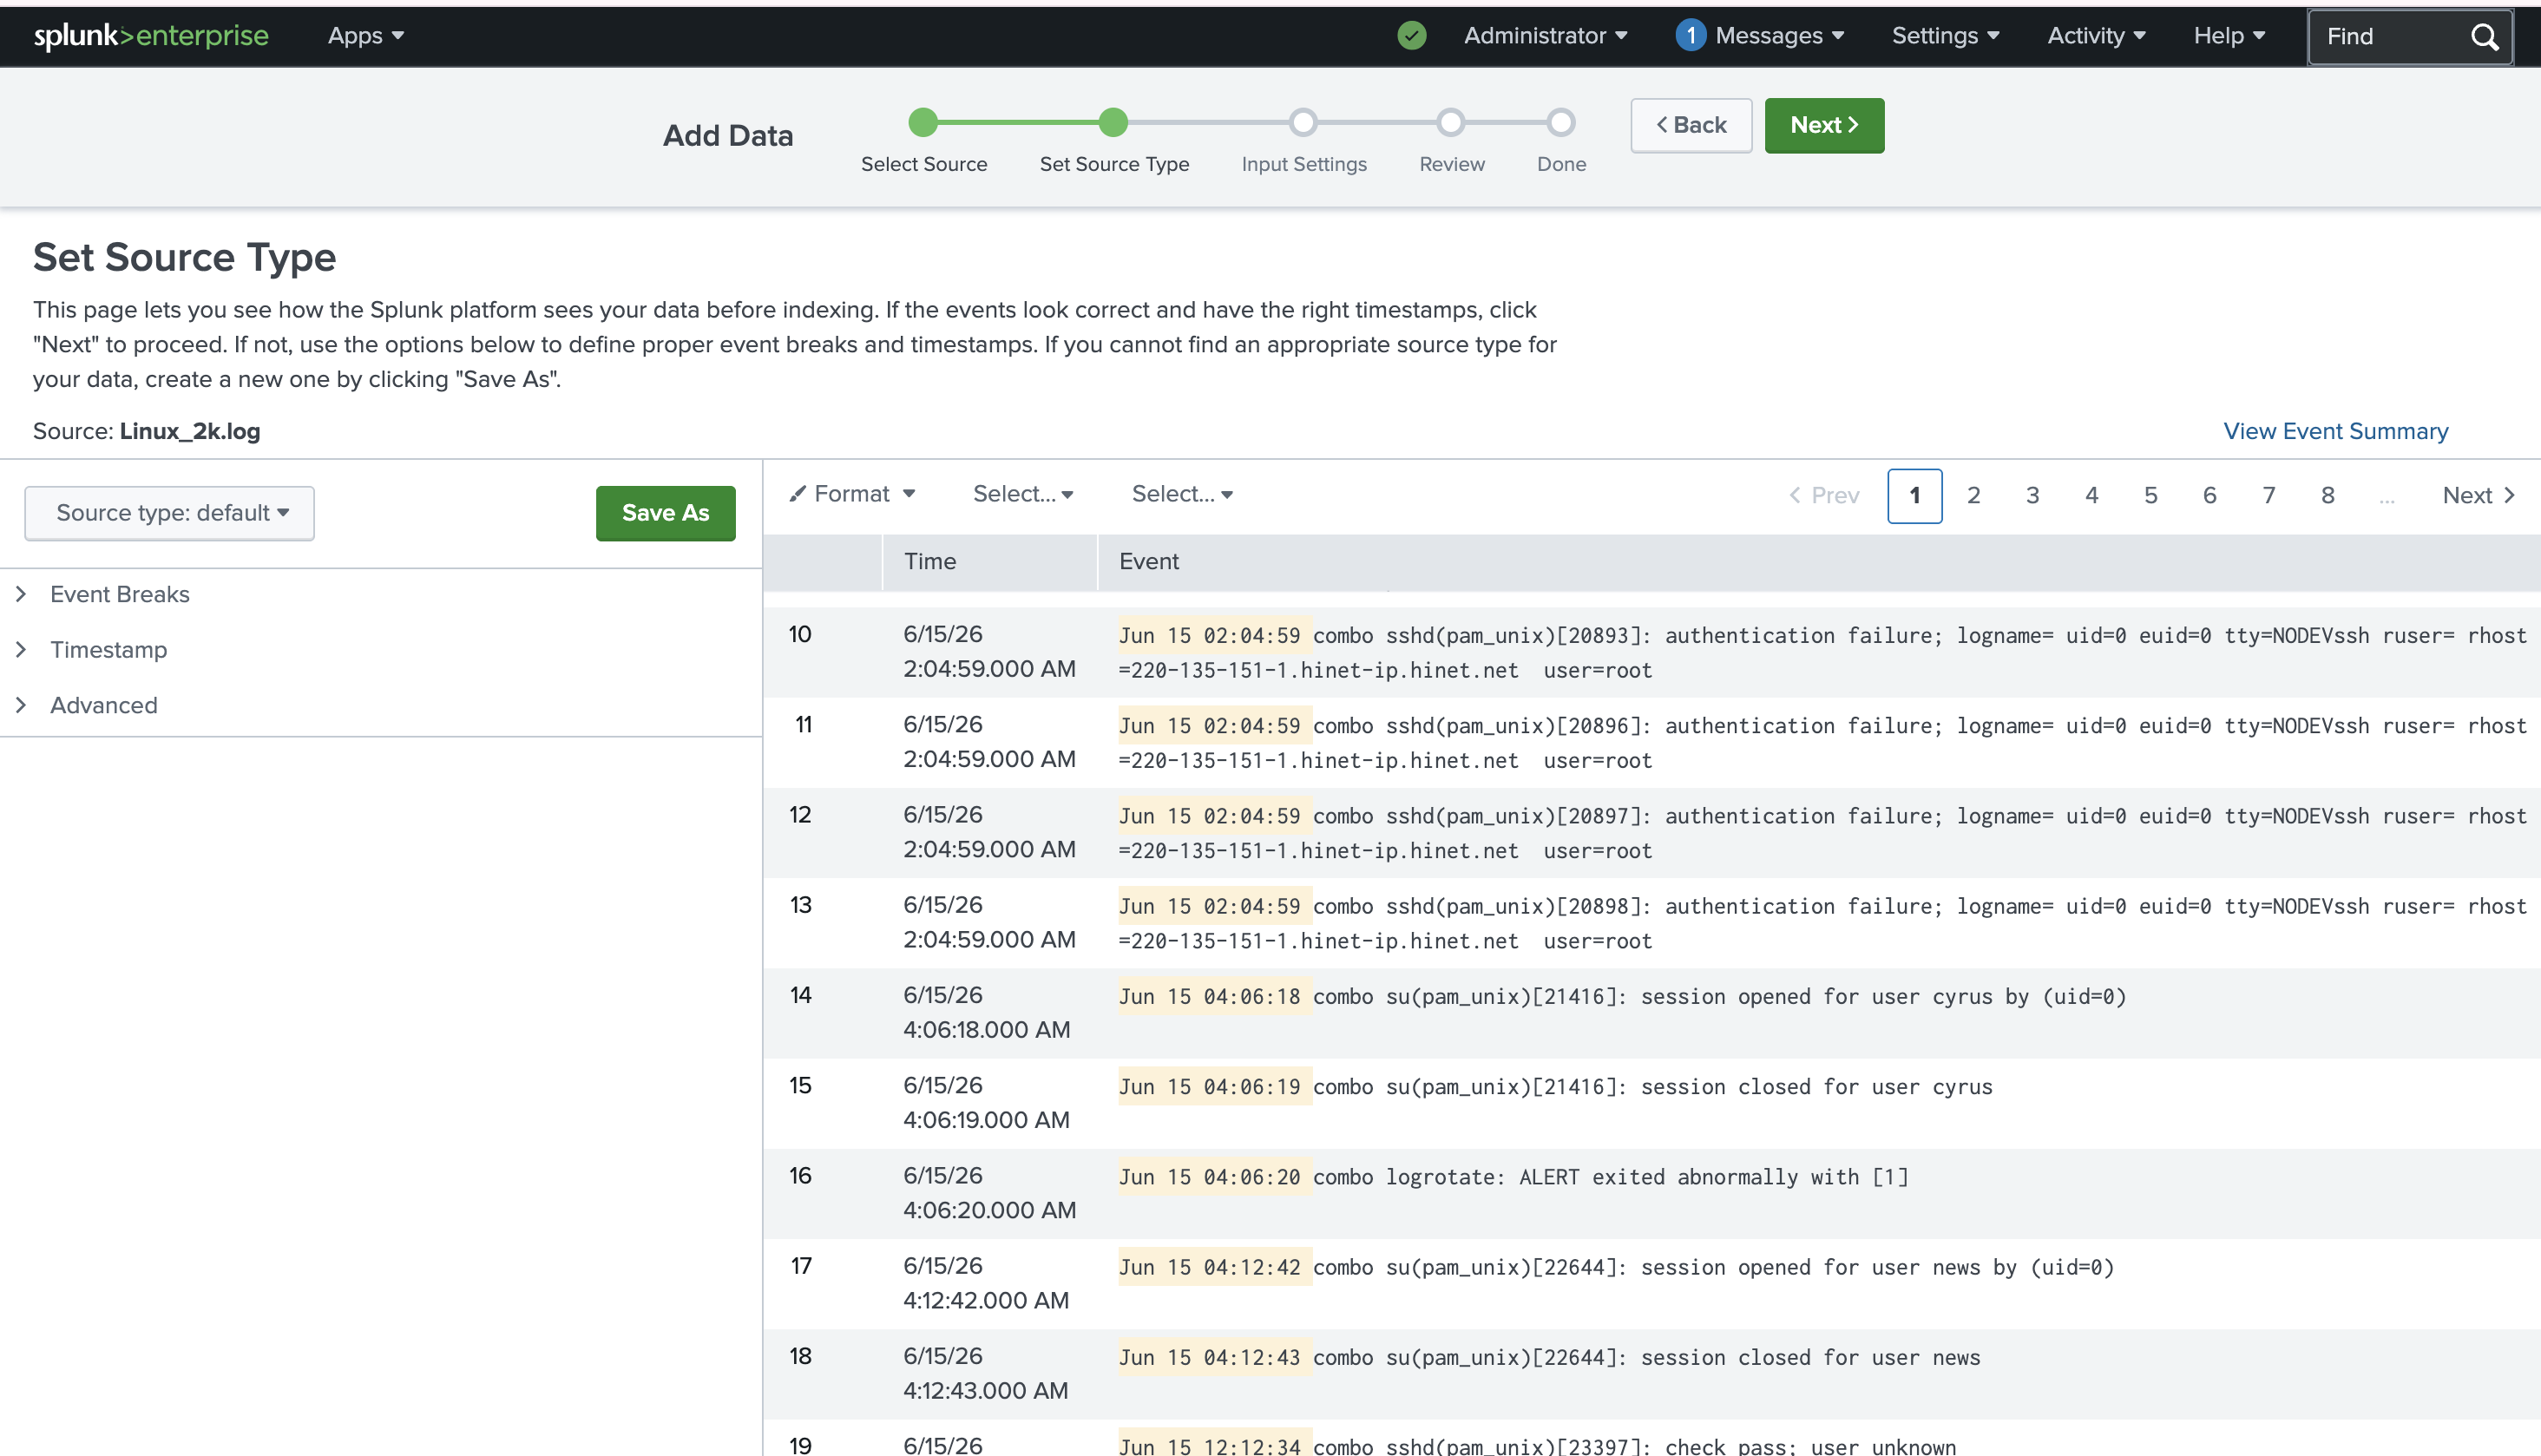 splunk>enterprise Apps Administrator 1 Messages Settings Activity Help Find
Add Data
Select Source Set Source Type Input Settings Review Done
< Back Next >
Set Source Type
This page lets you see how the Splunk platform sees your data before indexing. If the events look correct and have the right timestamps, click
"Next" to proceed. If not, use the options below to define proper event breaks and timestamps. If you cannot find an appropriate source type for
your data, create a new one by clicking "Save As".
Source: Linux_2k.log
View Event Summary
Source type: default
Save As
> Event Breaks
> Timestamp
> Advanced
Format Select... Select... < Prev 1 2 3 4 5 6 7 8 ... Next >
Time Event
10 6/15/26 Jun 15 02:04:59 combo sshd(pam_unix)[20893]: authentication failure; logname= uid=0 euid=0 tty=NODEVssh ruser= rhost
2:04:59.000 AM =220-135-151-1.hinet-ip.hinet.net  user=root
11 6/15/26 Jun 15 02:04:59 combo sshd(pam_unix)[20896]: authentication failure; logname= uid=0 euid=0 tty=NODEVssh ruser= rhost
2:04:59.000 AM =220-135-151-1.hinet-ip.hinet.net  user=root
12 6/15/26 Jun 15 02:04:59 combo sshd(pam_unix)[20897]: authentication failure; logname= uid=0 euid=0 tty=NODEVssh ruser= rhost
2:04:59.000 AM =220-135-151-1.hinet-ip.hinet.net  user=root
13 6/15/26 Jun 15 02:04:59 combo sshd(pam_unix)[20898]: authentication failure; logname= uid=0 euid=0 tty=NODEVssh ruser= rhost
2:04:59.000 AM =220-135-151-1.hinet-ip.hinet.net  user=root
14 6/15/26 Jun 15 04:06:18 combo su(pam_unix)[21416]: session opened for user cyrus by (uid=0)
4:06:18.000 AM
15 6/15/26 Jun 15 04:06:19 combo su(pam_unix)[21416]: session closed for user cyrus
4:06:19.000 AM
16 6/15/26 Jun 15 04:06:20 combo logrotate: ALERT exited abnormally with [1]
4:06:20.000 AM
17 6/15/26 Jun 15 04:12:42 combo su(pam_unix)[22644]: session opened for user news by (uid=0)
4:12:42.000 AM
18 6/15/26 Jun 15 04:12:43 combo su(pam_unix)[22644]: session closed for user news
4:12:43.000 AM
19 6/15/26 Jun 15 12:12:34 combo sshd(pam_unix)[23397]: check pass; user unknown